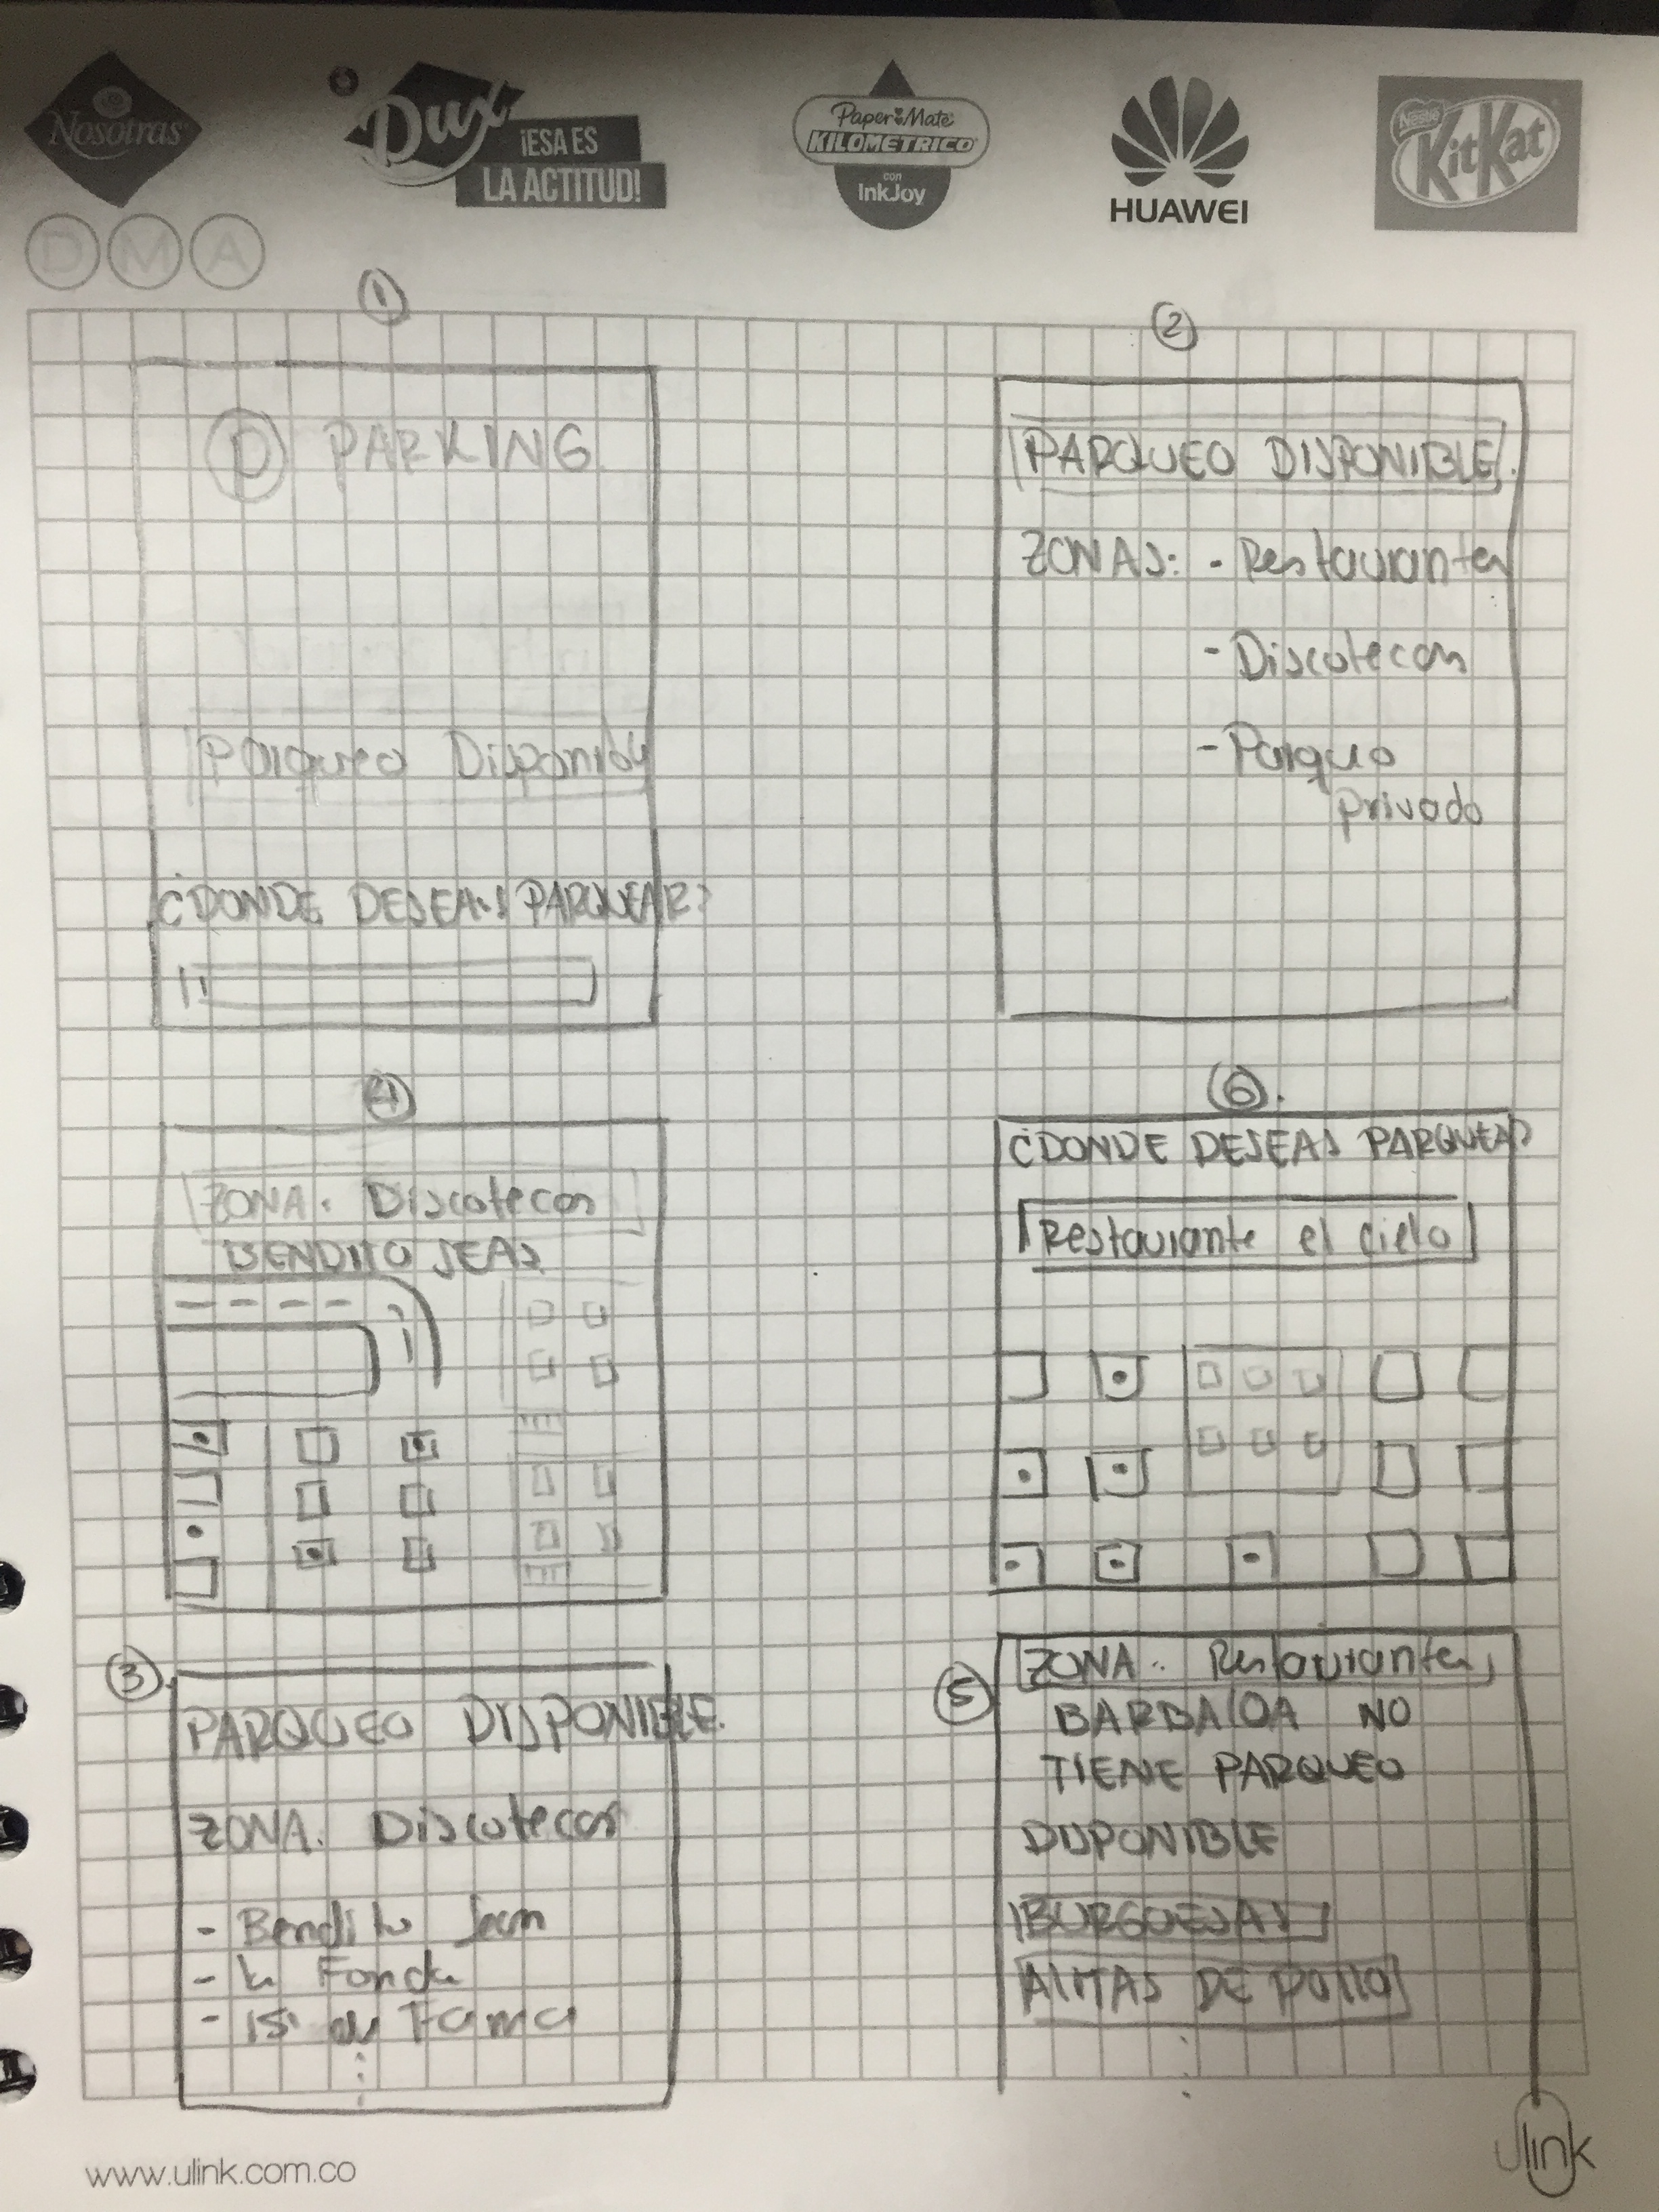 Nosotras
Dux ¡ESA ES
LA ACTITUD!
Paper Mate
KILOMETRICO
con
InkJoy
HUAWEI
Nestlé
KitKat
D M A
1
P PARKING
Parqueo Disponible
¿DONDE DESEAS PARQUEAR?
2
PARQUEO DISPONIBLE.
ZONAS: - Restaurantes
- Discotecas
- Parqueo
privado
4
ZONA. Discotecas
BENDITO SEAS
6.
¿DONDE DESEAS PARQUEAR?
Restaurante el cielo
3
PARQUEO DISPONIBLE.
ZONA. Discotecas
- Bendito Seas
- la Fonda
- 15 de Fama
5
ZONA. Restaurantes
BARBAROA NO
TIENE PARQUEO
DISPONIBLE
BURGUESAS
ALITAS DE POLLO
www.ulink.com.co
ulink